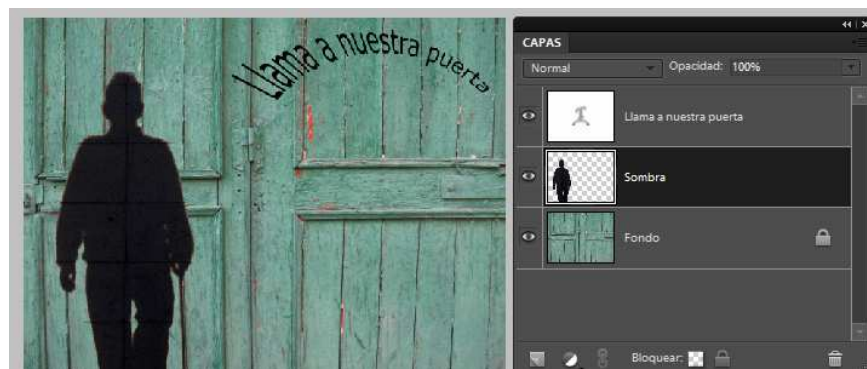 Llama a nuestra puerta
CAPAS
Normal
Opacidad: 100%
Llama a nuestra puerta
Sombra
Fondo
Bloquear: